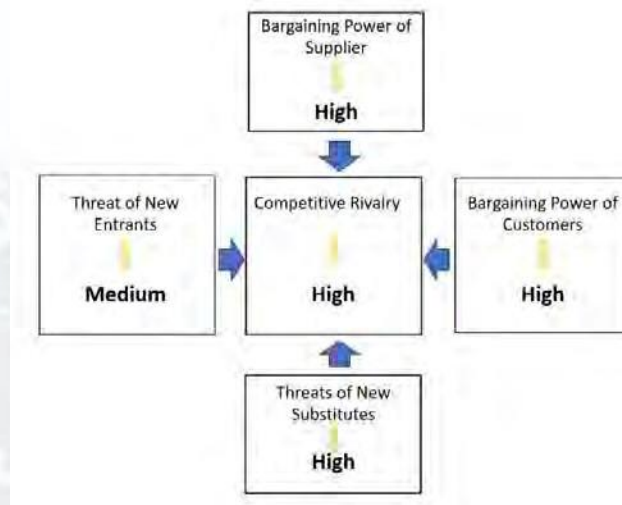 Bargaining Power of
Supplier
High
Threat of New
Entrants
Medium
Competitive Rivalry
High
Bargaining Power of
Customers
High
Threats of New
Substitutes
High